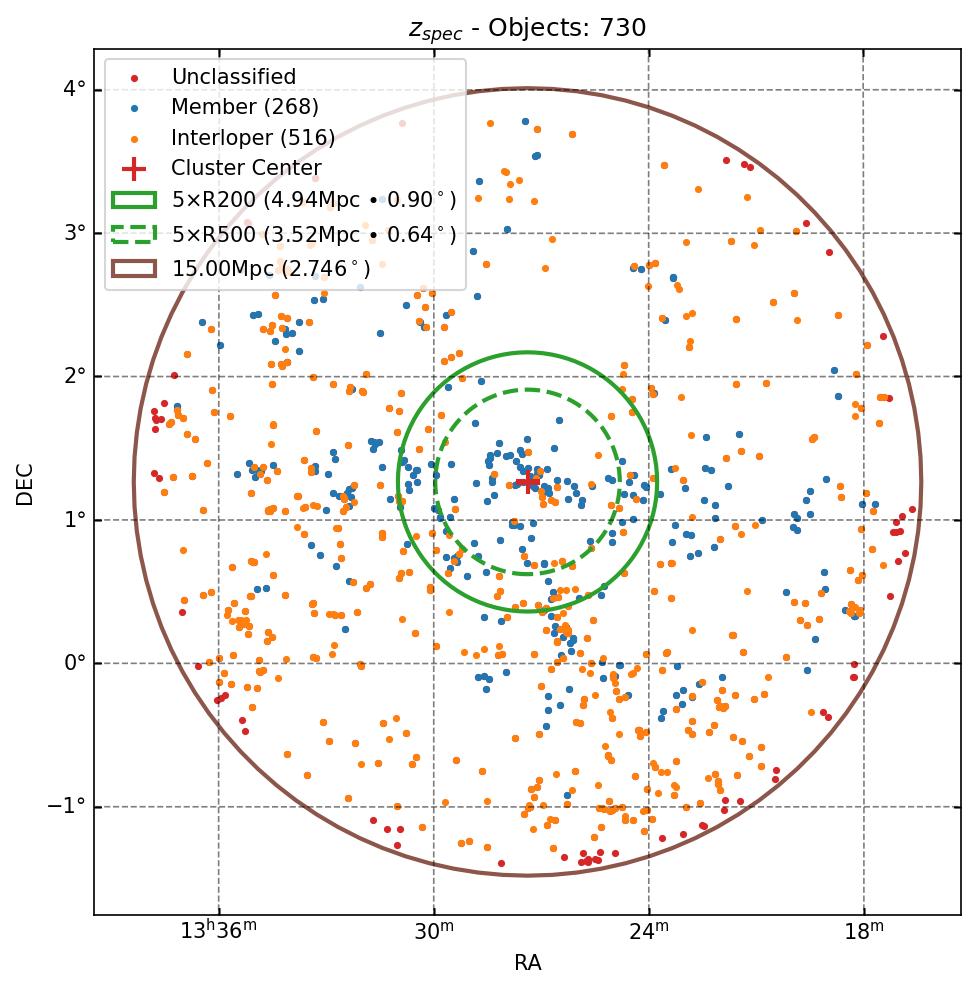 z_spec - Objects: 730
Unclassified
Member (268)
Interloper (516)
Cluster Center
5×R200 (4.94Mpc • 0.90°)
5×R500 (3.52Mpc • 0.64°)
15.00Mpc (2.746°)
4°
3°
2°
1°
0°
−1°
DEC
13ʰ36ᵐ 30ᵐ 24ᵐ 18ᵐ
RA